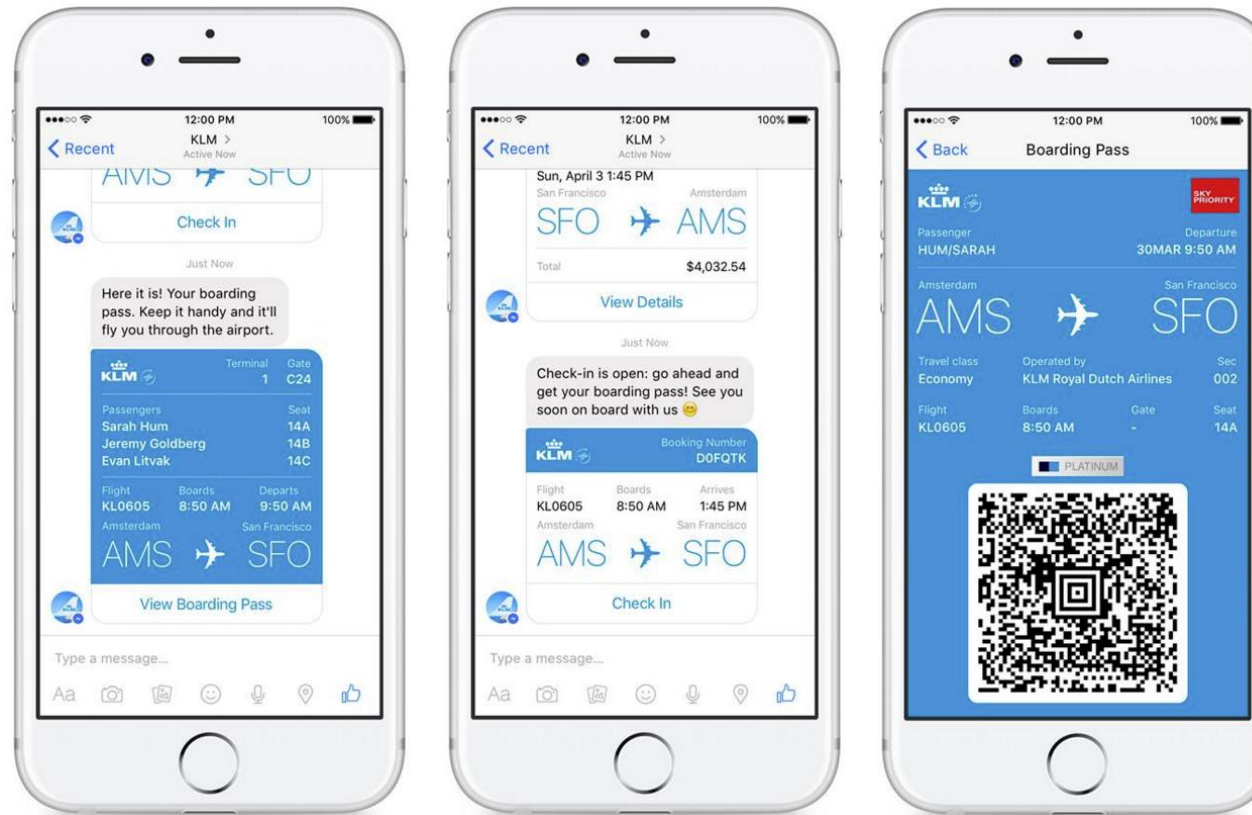 12:00 PM 100%
Recent KLM >
Active Now
AMS SFO
Check In
Just Now
Here it is! Your boarding
pass. Keep it handy and it'll
fly you through the airport.
KLM Terminal Gate
1 C24
Passengers Seat
Sarah Hum 14A
Jeremy Goldberg 14B
Evan Litvak 14C
Flight Boards Departs
KL0605 8:50 AM 9:50 AM
Amsterdam San Francisco
AMS SFO
View Boarding Pass
Type a message...
Aa
12:00 PM 100%
Recent KLM >
Active Now
Sun, April 3 1:45 PM
San Francisco Amsterdam
SFO AMS
Total $4,032.54
View Details
Just Now
Check-in is open: go ahead and
get your boarding pass! See you
soon on board with us 😊
KLM Booking Number
D0FQTK
Flight Boards Arrives
KL0605 8:50 AM 1:45 PM
Amsterdam San Francisco
AMS SFO
Check In
Type a message...
Aa
12:00 PM 100%
Back Boarding Pass
KLM SKY
PRIORITY
Passenger Departure
HUM/SARAH 30MAR 9:50 AM
Amsterdam San Francisco
AMS SFO
Travel class Operated by Sec
Economy KLM Royal Dutch Airlines 002
Flight Boards Gate Seat
KL0605 8:50 AM - 14A
PLATINUM